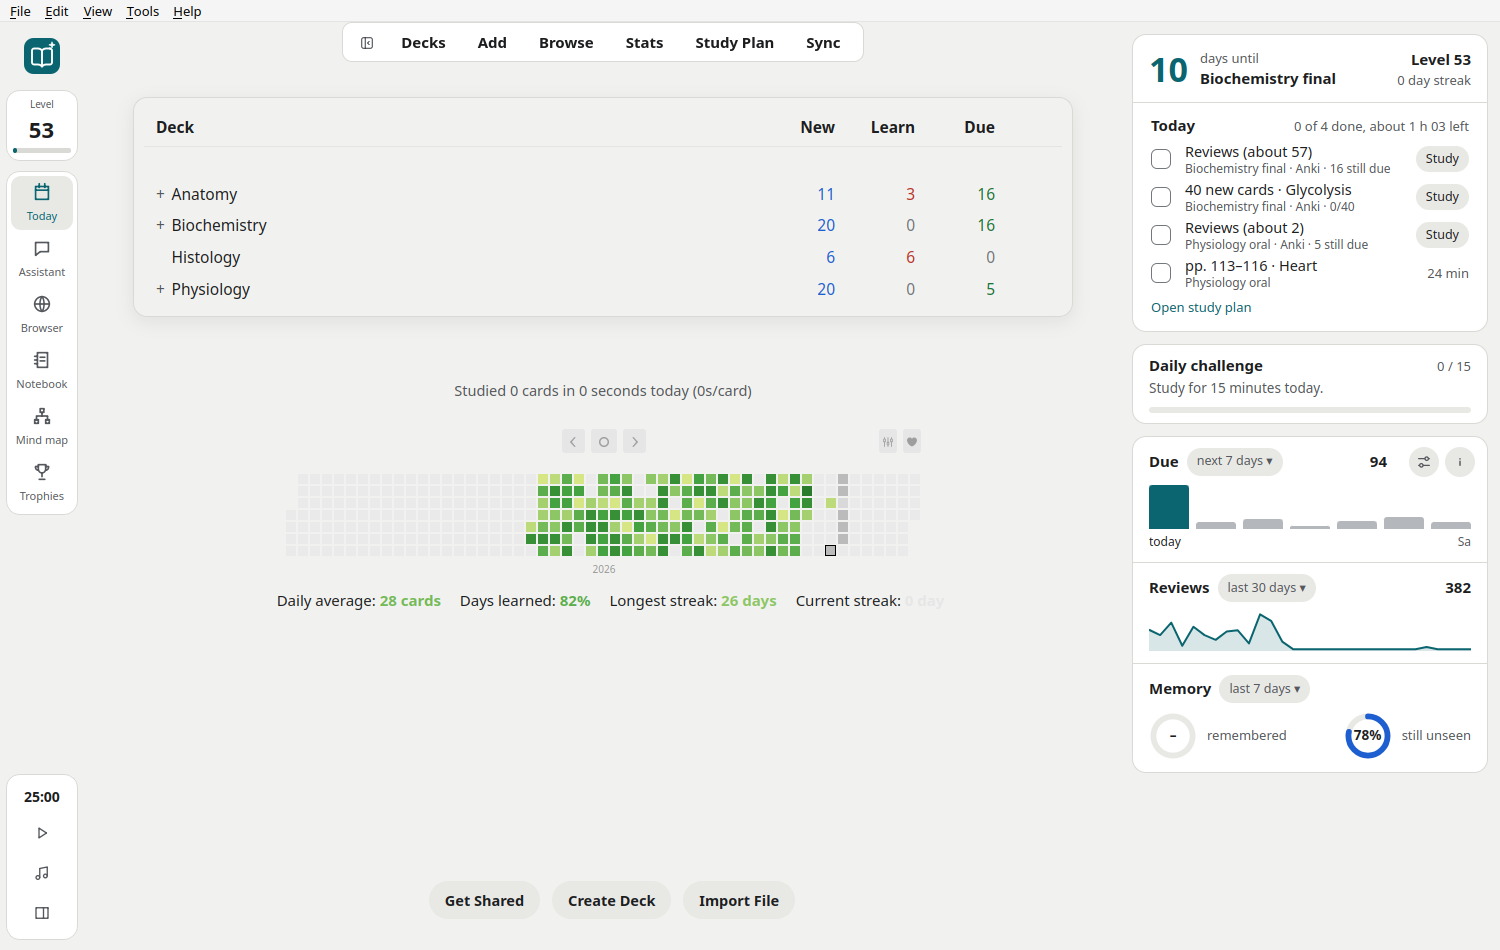 File Edit View Tools Help
Decks Add Browse Stats Study Plan Sync
Level
53
Today
Assistant
Browser
Notebook
Mind map
Trophies
25:00
Deck New Learn Due
+ Anatomy 11 3 16
+ Biochemistry 20 0 16
Histology 6 6 0
+ Physiology 20 0 5
Studied 0 cards in 0 seconds today (0s/card)
2026
Daily average: 28 cards Days learned: 82% Longest streak: 26 days Current streak: 0 day
Get Shared Create Deck Import File
10 days until Biochemistry final
Level 53
0 day streak
Today 0 of 4 done, about 1 h 03 left
Reviews (about 57)
Biochemistry final · Anki · 16 still due
Study
40 new cards · Glycolysis
Biochemistry final · Anki · 0/40
Study
Reviews (about 2)
Physiology oral · Anki · 5 still due
Study
pp. 113–116 · Heart
Physiology oral
24 min
Open study plan
Daily challenge 0 / 15
Study for 15 minutes today.
Due next 7 days ▾ 94
today Sa
Reviews last 30 days ▾ 382
Memory last 7 days ▾
– remembered 78% still unseen